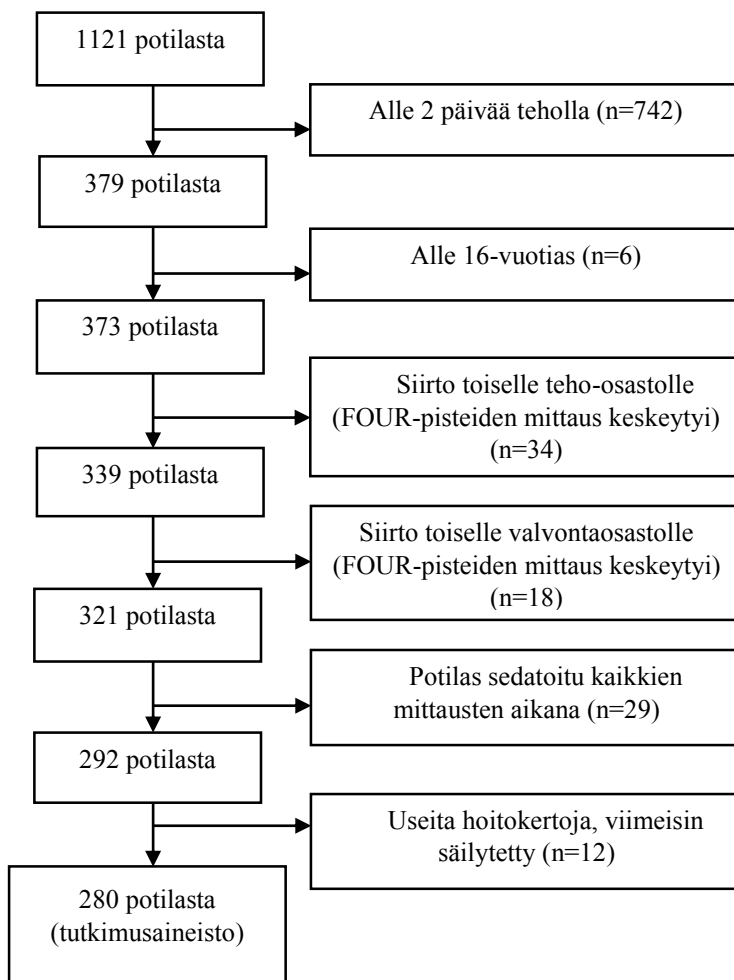 1121 potilasta
Alle 2 päivää teholla (n=742)
379 potilasta
Alle 16-vuotias (n=6)
373 potilasta
Siirto toiselle teho-osastolle
(FOUR-pisteiden mittaus keskeytyi)
(n=34)
339 potilasta
Siirto toiselle valvontaosastolle
(FOUR-pisteiden mittaus keskeytyi)
(n=18)
321 potilasta
Potilas sedatoitu kaikkien
mittausten aikana (n=29)
292 potilasta
Useita hoitokertoja, viimeisin
säilytetty (n=12)
280 potilasta
(tutkimusaineisto)